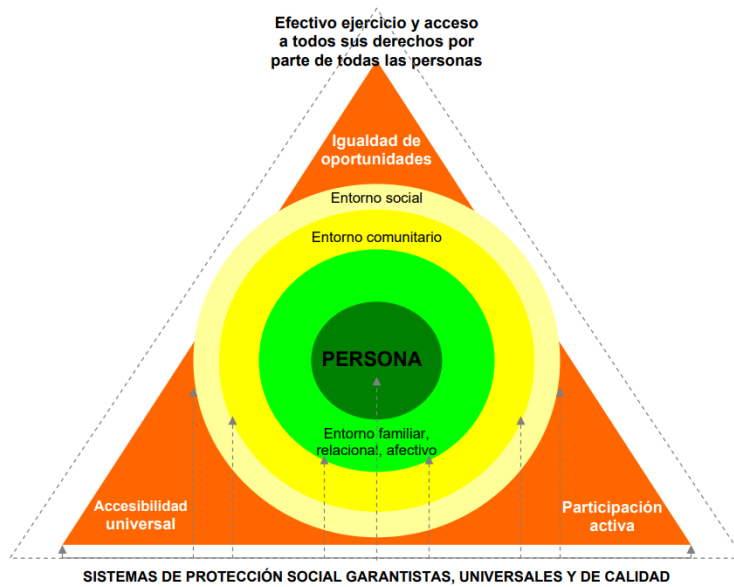 Efectivo ejercicio y acceso
a todos sus derechos por
parte de todas las personas
Igualdad de
oportunidades
Entorno social
Entorno comunitario
PERSONA
Entorno familiar,
relacional, afectivo
Accesibilidad
universal
Participación
activa
SISTEMAS DE PROTECCIÓN SOCIAL GARANTISTAS, UNIVERSALES Y DE CALIDAD